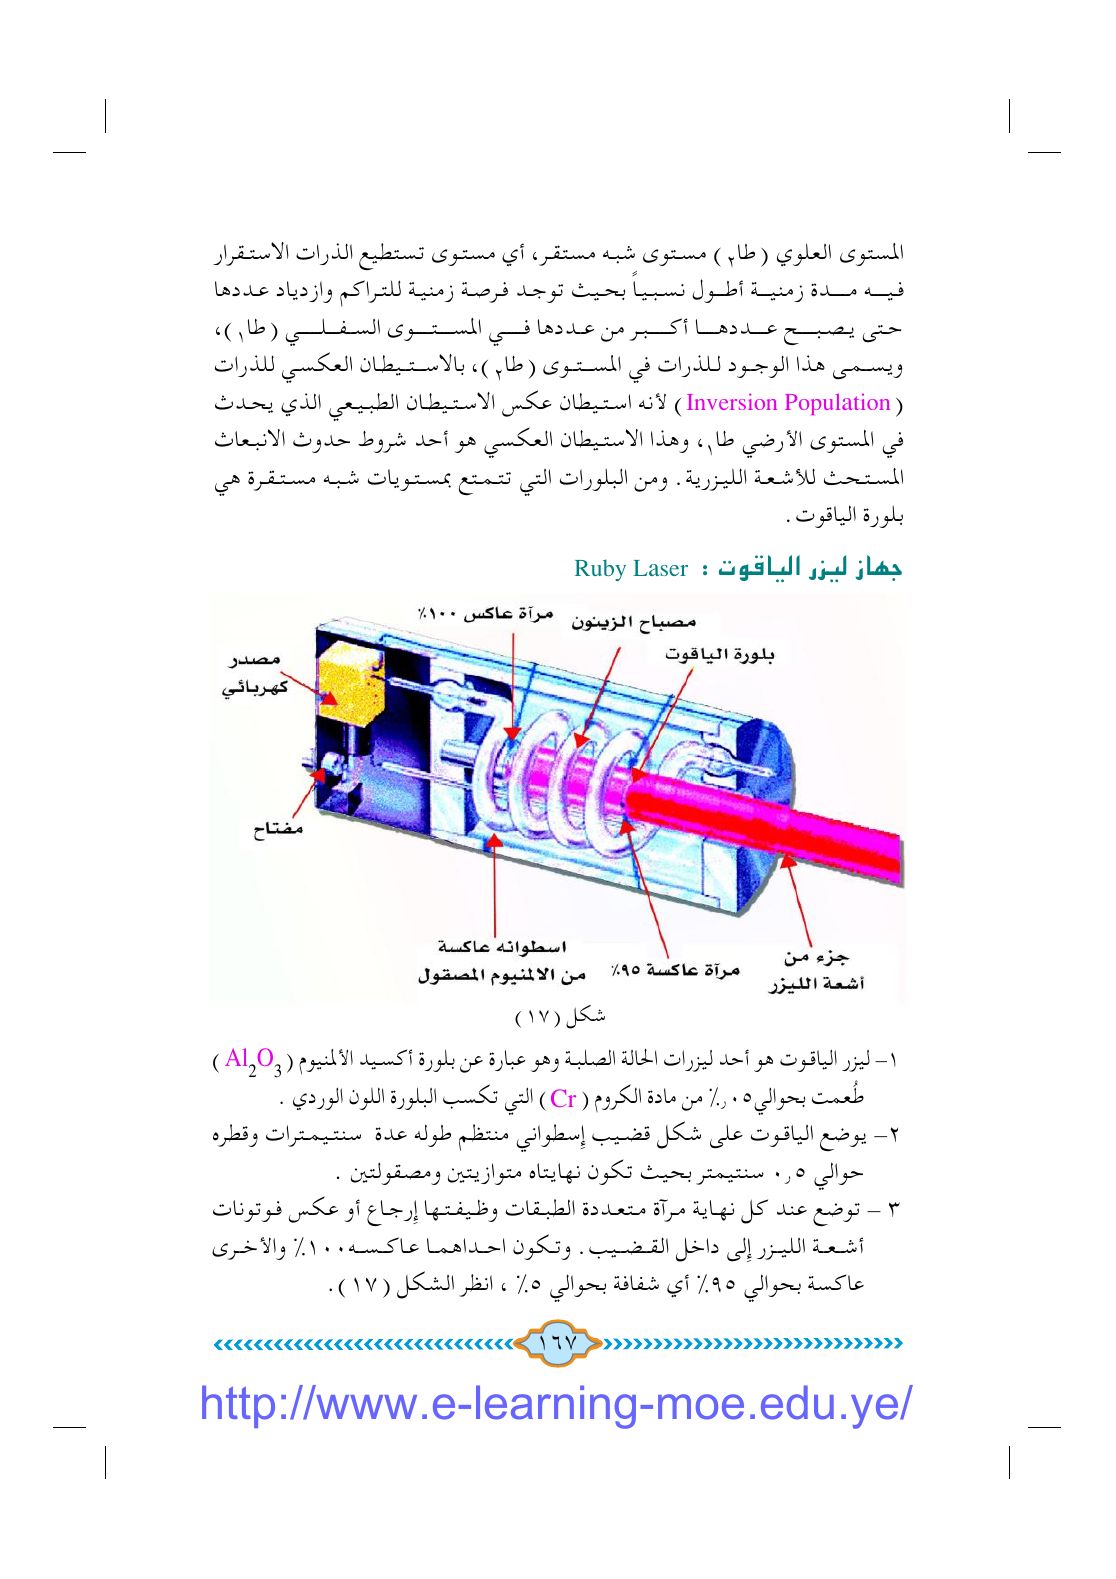 المستوى العلوي (طا٢) مستوى شبه مستقر، أي مستوى تستطيع الذرات الاستقرار
فيه مدة زمنية أطول نسبياً بحيث توجد فرصة زمنية للتراكم وازدياد عددها
حتى يصبح عددها أكبر من عددها في المستوى السفلي (طا١)،
ويسمى هذا الوجود للذرات في المستوى (طا٢)، بالاستيطان العكسي للذرات
(Inversion Population) لأنه استيطان عكس الاستيطان الطبيعي الذي يحدث
في المستوى الأرضي طا١، وهذا الاستيطان العكسي هو أحد شروط حدوث الانبعاث
المستحث للأشعة الليزرية. ومن البلورات التي تتمتع بمستويات شبه مستقرة هي
بلورة الياقوت.
جهاز ليزر الياقوت : Ruby Laser
مرآة عاكس ١٠٠٪
مصباح الزينون
بلورة الياقوت
مصدر
كهربائي
مفتاح
اسطوانه عاكسة
من الالمنيوم المصقول
مرآة عاكسة ٩٥٪
جزء من
أشعة الليزر
شكل (١٧)
١– ليزر الياقوت هو أحد ليزرات الحالة الصلبة وهو عبارة عن بلورة أكسيد الألمنيوم (Al2O3)
طُعمت بحوالي٠٫٠٥٪ من مادة الكروم (Cr) التي تكسب البلورة اللون الوردي .
٢– يوضع الياقوت على شكل قضيب إسطواني منتظم طوله عدة سنتيمترات وقطره
حوالي ٠٫٥ سنتيمتر بحيث تكون نهايتاه متوازيتين ومصقولتين .
٣ – توضع عند كل نهاية مرآة متعددة الطبقات وظيفتها إرجاع أو عكس فوتونات
أشعة الليزر إلى داخل القضيب. وتكون احداهما عاكسه١٠٠٪ والأخرى
عاكسة بحوالي ٩٥٪ أي شفافة بحوالي ٥٪ ، انظر الشكل (١٧).
١٦٧
http://www.e-learning-moe.edu.ye/